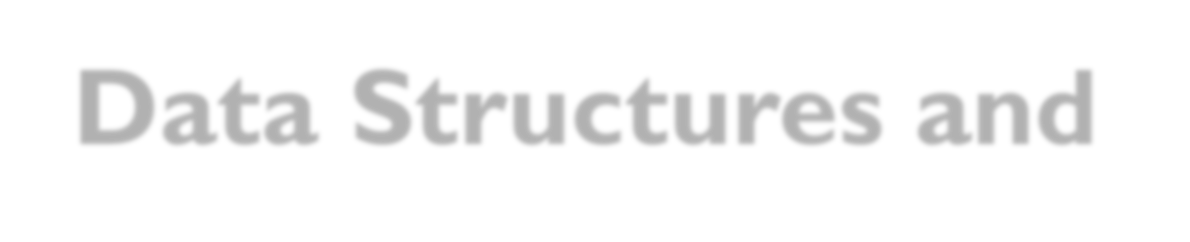 Data Structures and